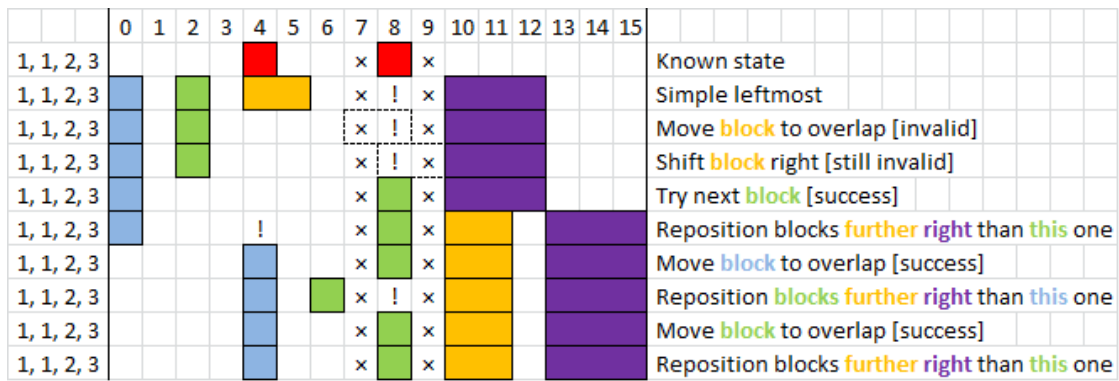 0 1 2 3 4 5 6 7 8 9 10 11 12 13 14 15
1, 1, 2, 3 × × Known state
1, 1, 2, 3 × ! × Simple leftmost
1, 1, 2, 3 × ! × Move block to overlap [invalid]
1, 1, 2, 3 ! × Shift block right [still invalid]
1, 1, 2, 3 × × Try next block [success]
1, 1, 2, 3 ! × × Reposition blocks further right than this one
1, 1, 2, 3 × × Move block to overlap [success]
1, 1, 2, 3 × ! × Reposition blocks further right than this one
1, 1, 2, 3 × × Move block to overlap [success]
1, 1, 2, 3 × × Reposition blocks further right than this one